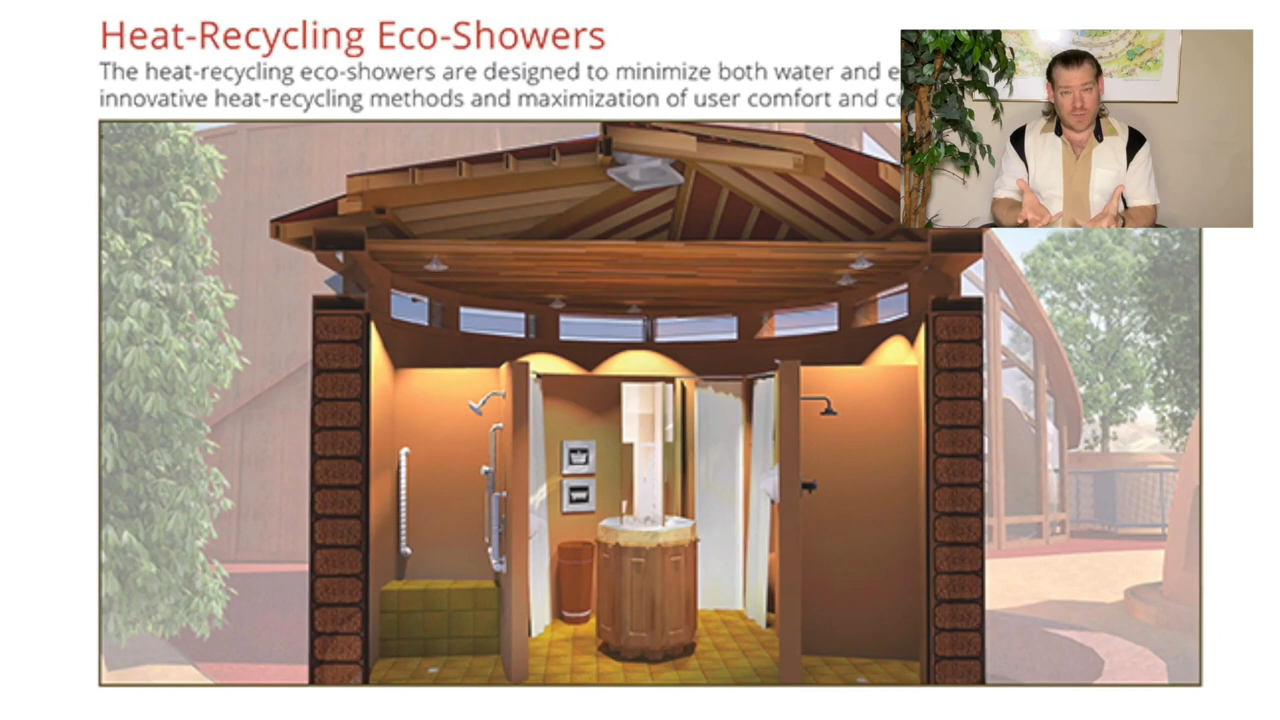 Heat-Recycling Eco-Showers
The heat-recycling eco-showers are designed to minimize both water and
innovative heat-recycling methods and maximization of user comfort and